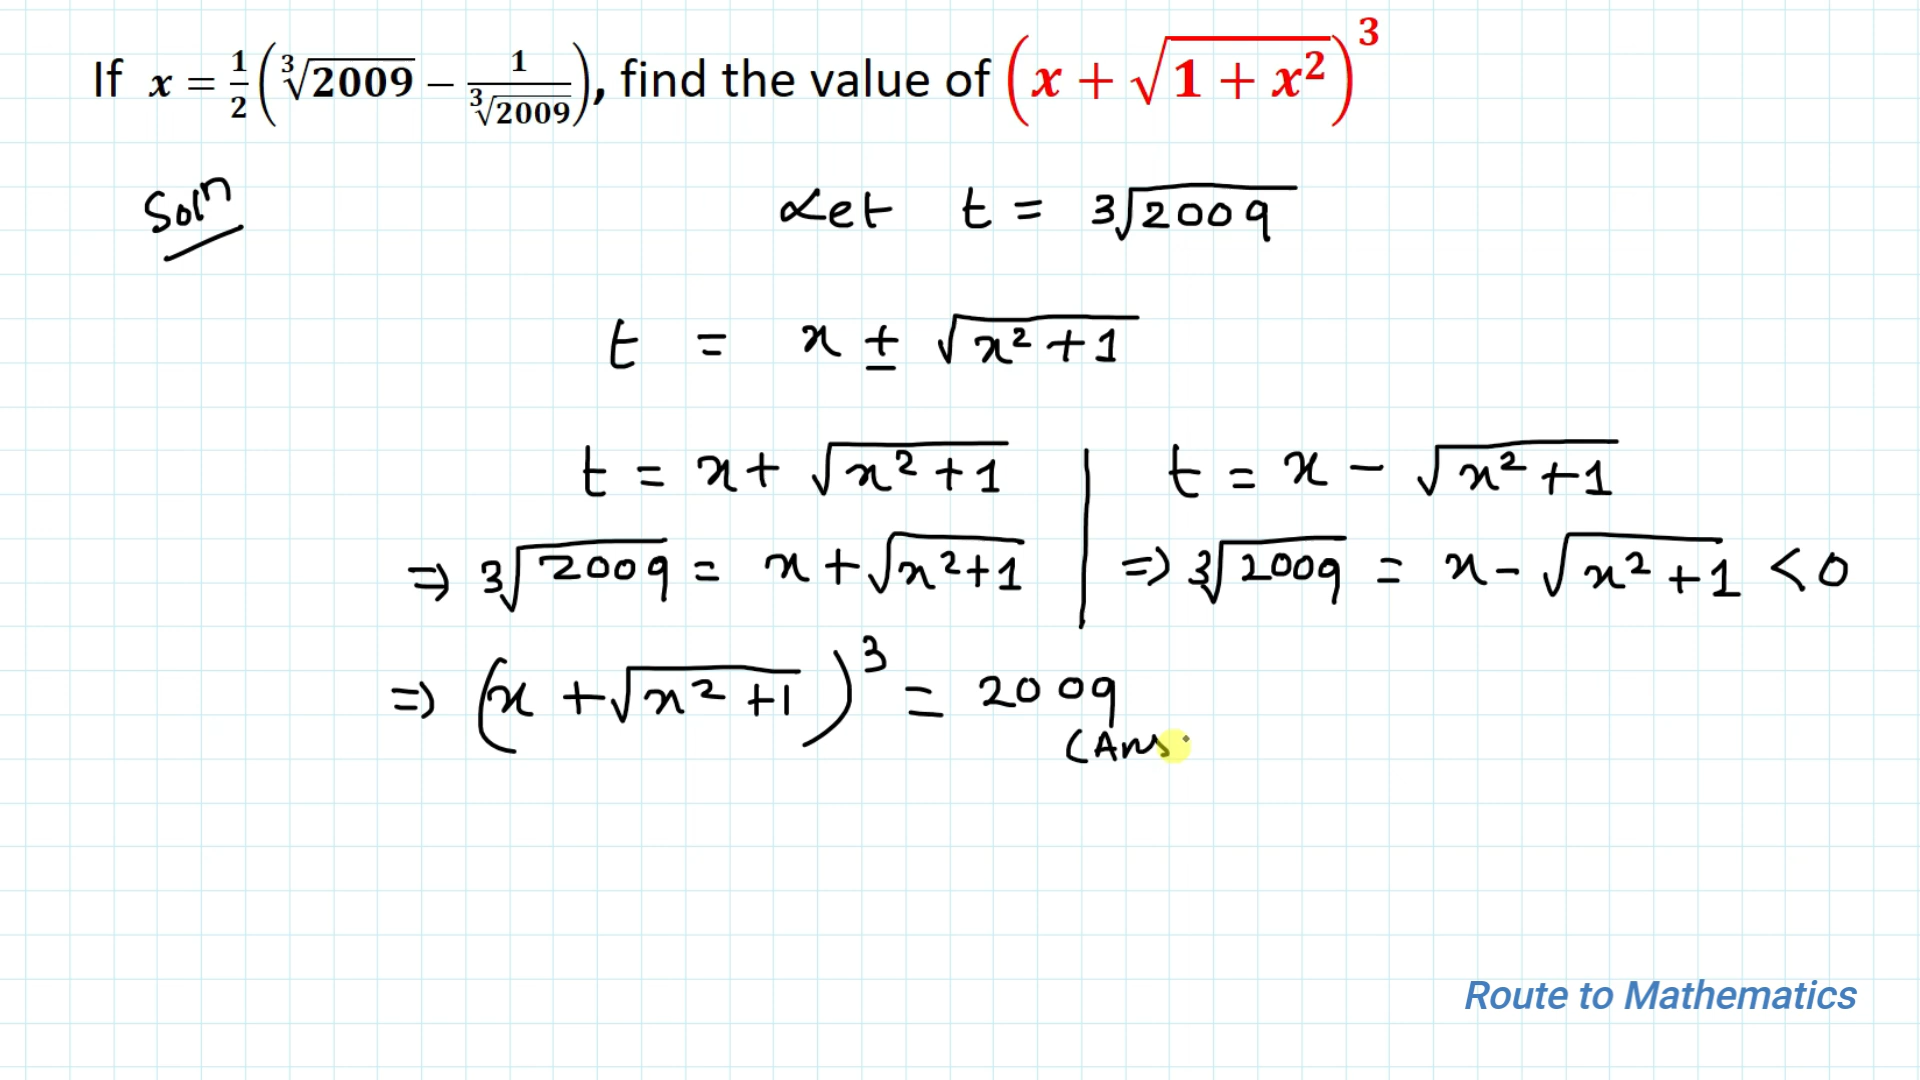 If x = 1/2 (∛2009 − 1/∛2009), find the value of (x + √(1 + x²))³
Solⁿ
Let t = ∛2009
t = x ± √(x² + 1)
t = x + √(x² + 1) | t = x − √(x² + 1)
⇒ ∛2009 = x + √(x² + 1) | ⇒ ∛2009 = x − √(x² + 1) < 0
⇒ (x + √(x² + 1))³ = 2009
(Ans.
Route to Mathematics